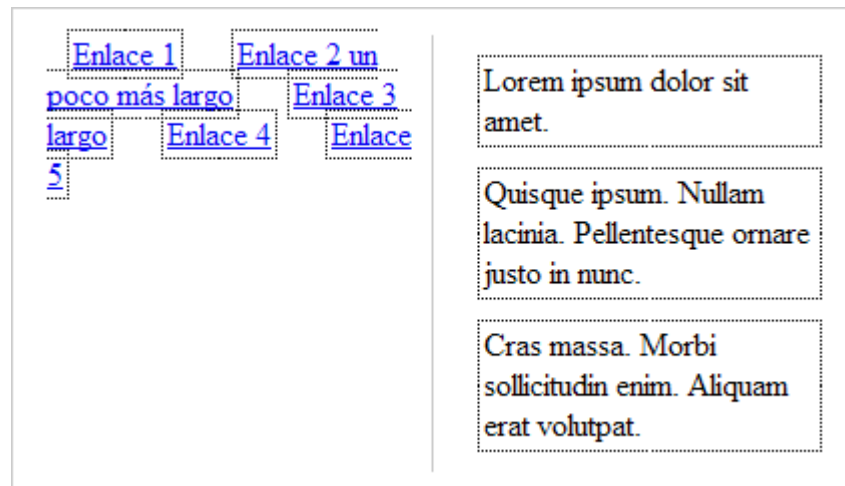 Enlace 1 Enlace 2 un
poco más largo Enlace 3
largo Enlace 4 Enlace
5
Lorem ipsum dolor sit
amet.
Quisque ipsum. Nullam
lacinia. Pellentesque ornare
justo in nunc.
Cras massa. Morbi
sollicitudin enim. Aliquam
erat volutpat.